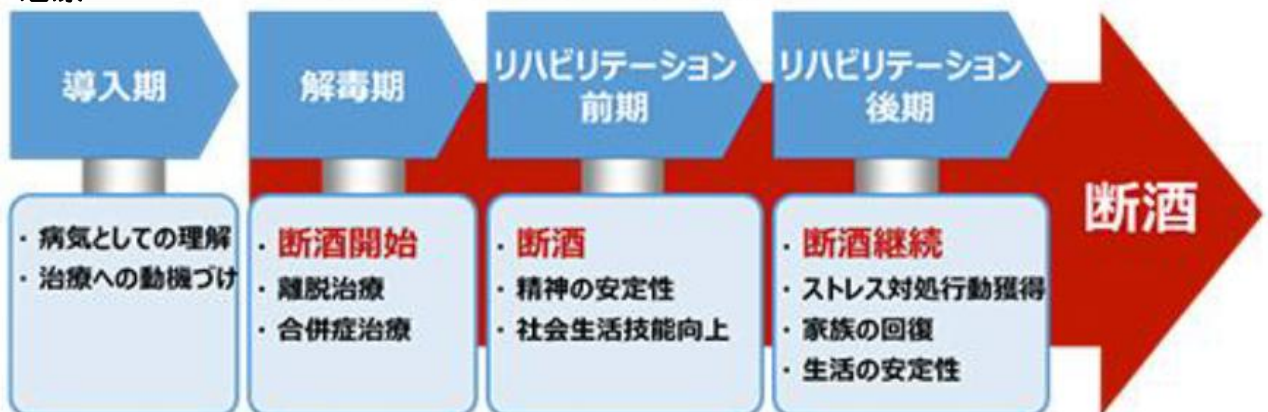 導入期
・病気としての理解
・治療への動機づけ
解毒期
・断酒開始
・離脱治療
・合併症治療
リハビリテーション
前期
・断酒
・精神の安定性
・社会生活技能向上
リハビリテーション
後期
・断酒継続
・ストレス対処行動獲得
・家族の回復
・生活の安定性
断酒